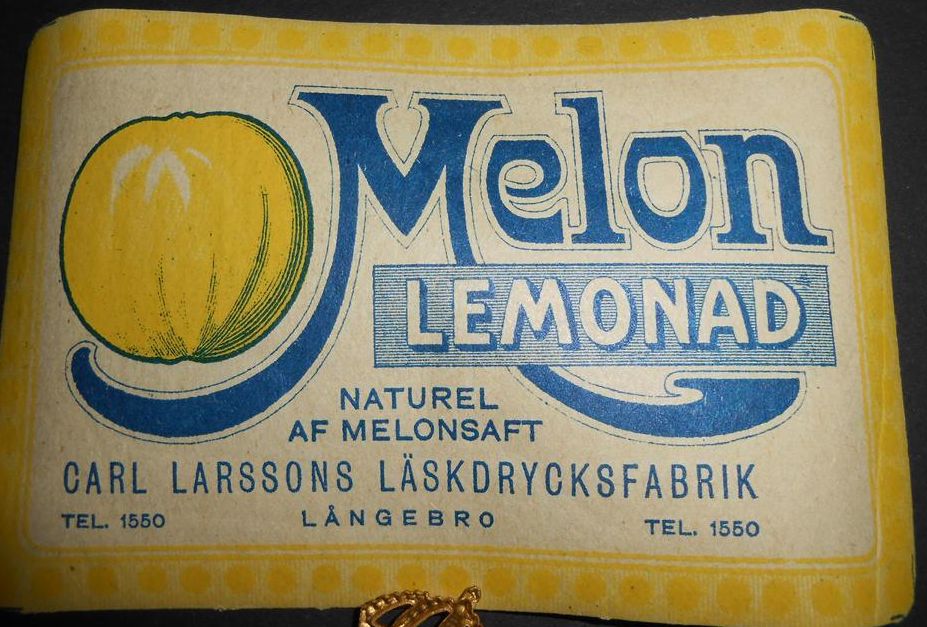 Melon
LEMONAD
NATUREL
AF MELONSAFT
CARL LARSSONS LÄSKDRYCKSFABRIK
TEL. 1550 LÅNGEBRO TEL. 1550